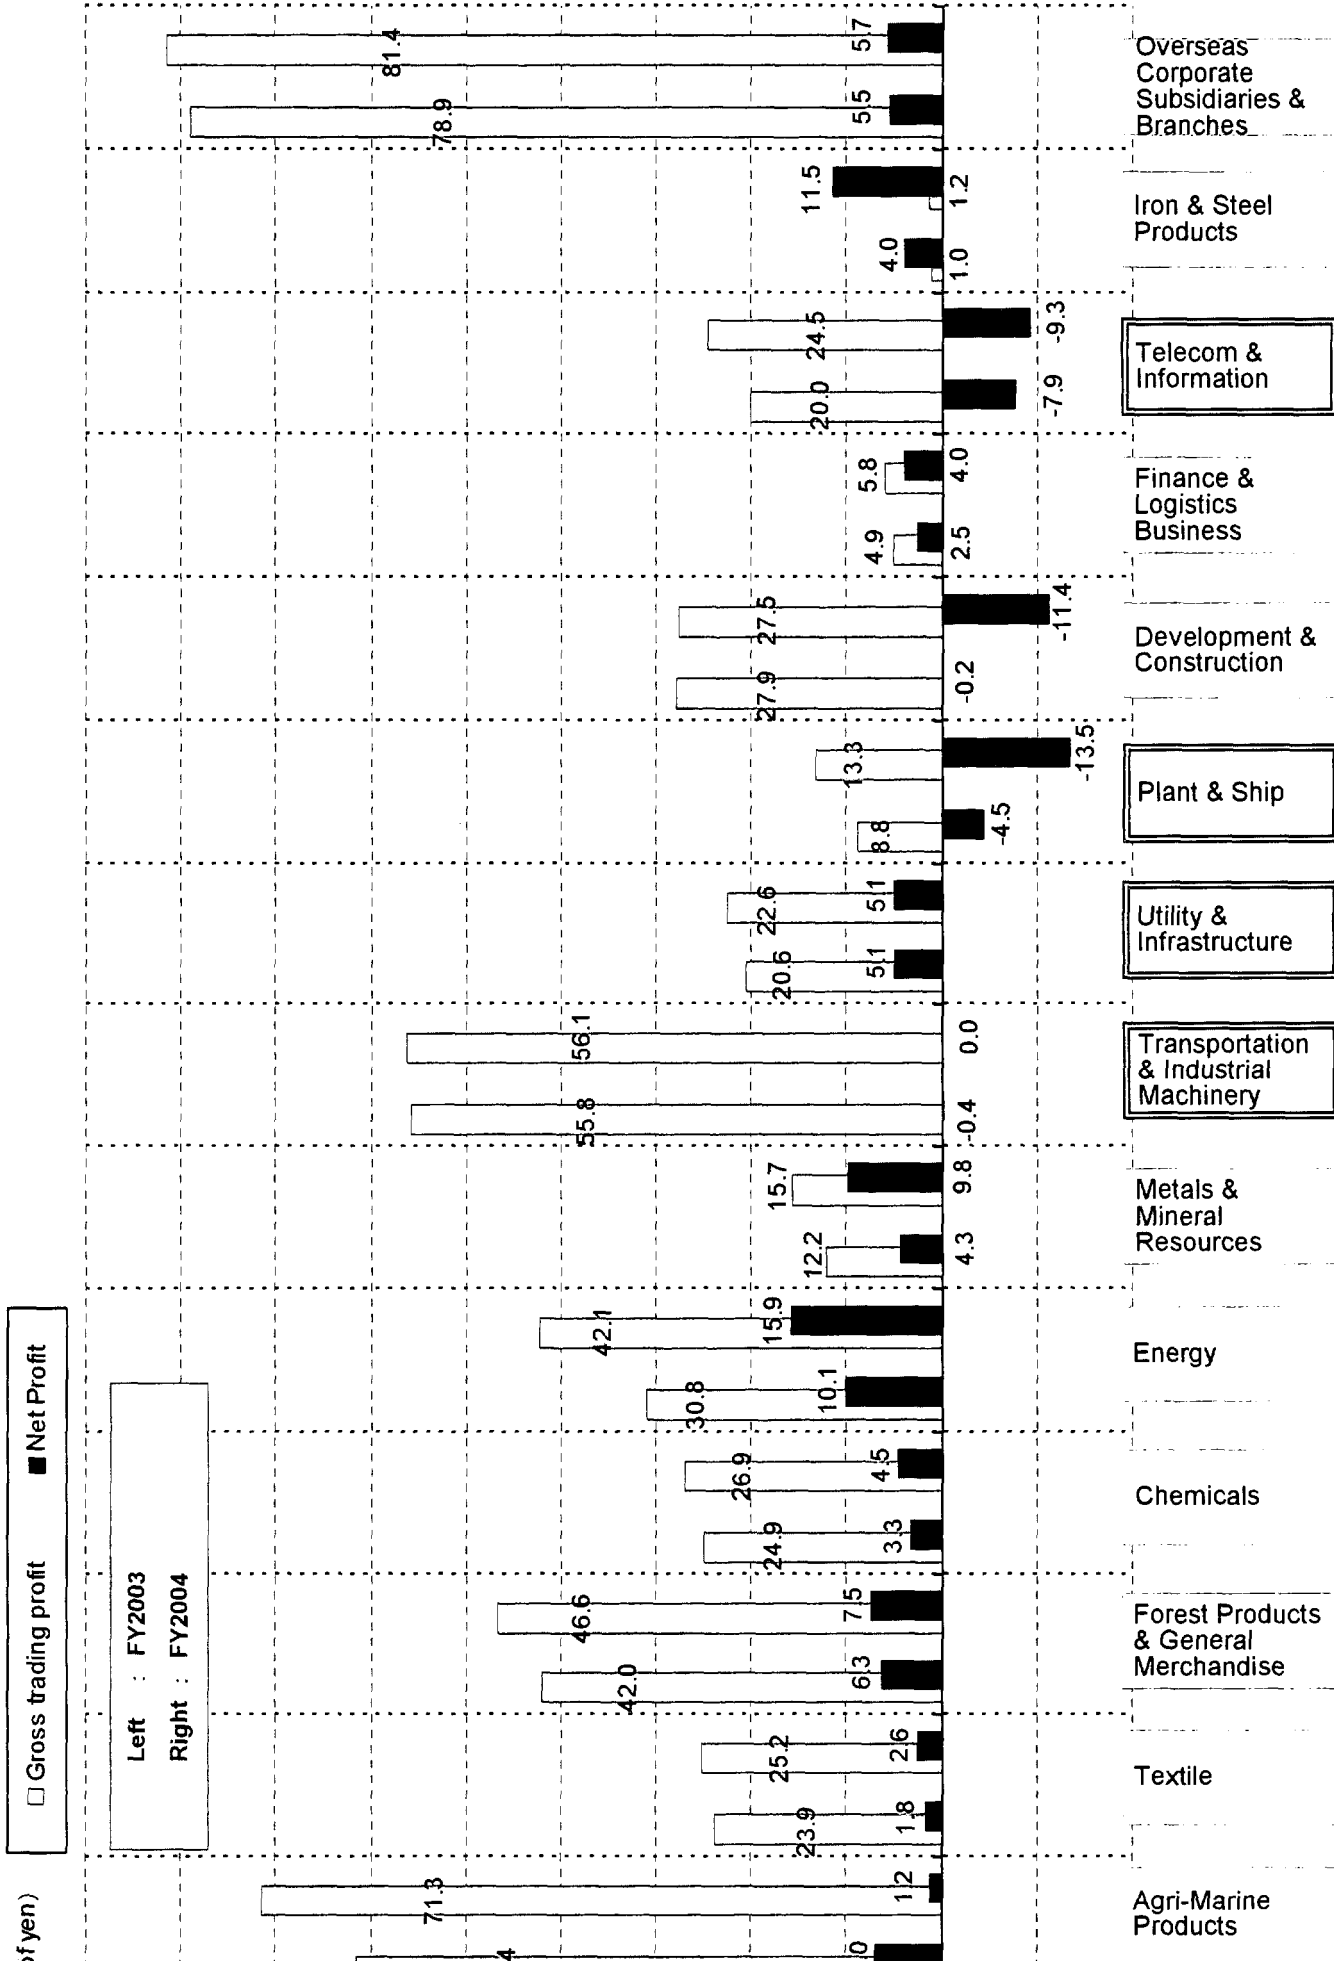 of yen)
□ Gross trading profit ■ Net Profit
Left : FY2003
Right : FY2004
71.3
1.2
23.9
1.8
25.2
2.6
42.0
6.3
46.6
7.5
24.9
3.3
26.9
4.5
30.8
10.1
42.1
15.9
12.2
4.3
15.7
9.8
55.8
-0.4
56.1
0.0
20.6
5.1
22.6
5.1
8.8
-4.5
13.3
-13.5
27.9
-0.2
27.5
-11.4
4.9
2.5
5.8
4.0
20.0
-7.9
24.5
-9.3
4.0
1.0
11.5
1.2
78.9
5.5
81.4
5.7
Agri-Marine
Products
Textile
Forest Products
& General
Merchandise
Chemicals
Energy
Metals &
Mineral
Resources
Transportation
& Industrial
Machinery
Utility &
Infrastructure
Plant & Ship
Development &
Construction
Finance &
Logistics
Business
Telecom &
Information
Iron & Steel
Products
Overseas
Corporate
Subsidiaries &
Branches